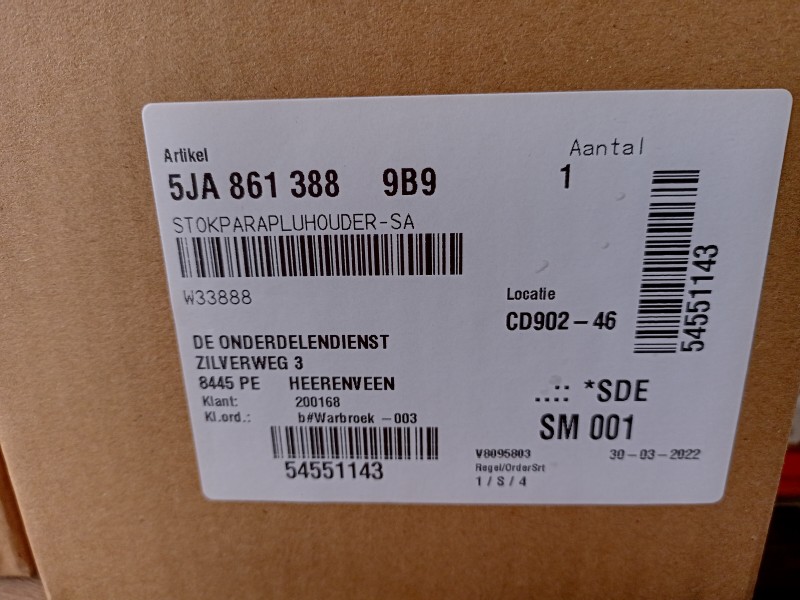 Artikel
5JA 861 388 9B9
Aantal
1
STOKPARAPLUHOUDER-SA
W33888
Locatie
CD902-46
54551143
DE ONDERDELENDIENST
ZILVERWEG 3
8445 PE HEERENVEEN
Klant: 200168
Kl.ord.: b#Warbroek -003
54551143
..:: *SDE
SM 001
V8095803 30-03-2022
Regel/OrderSrt
1 / S / 4